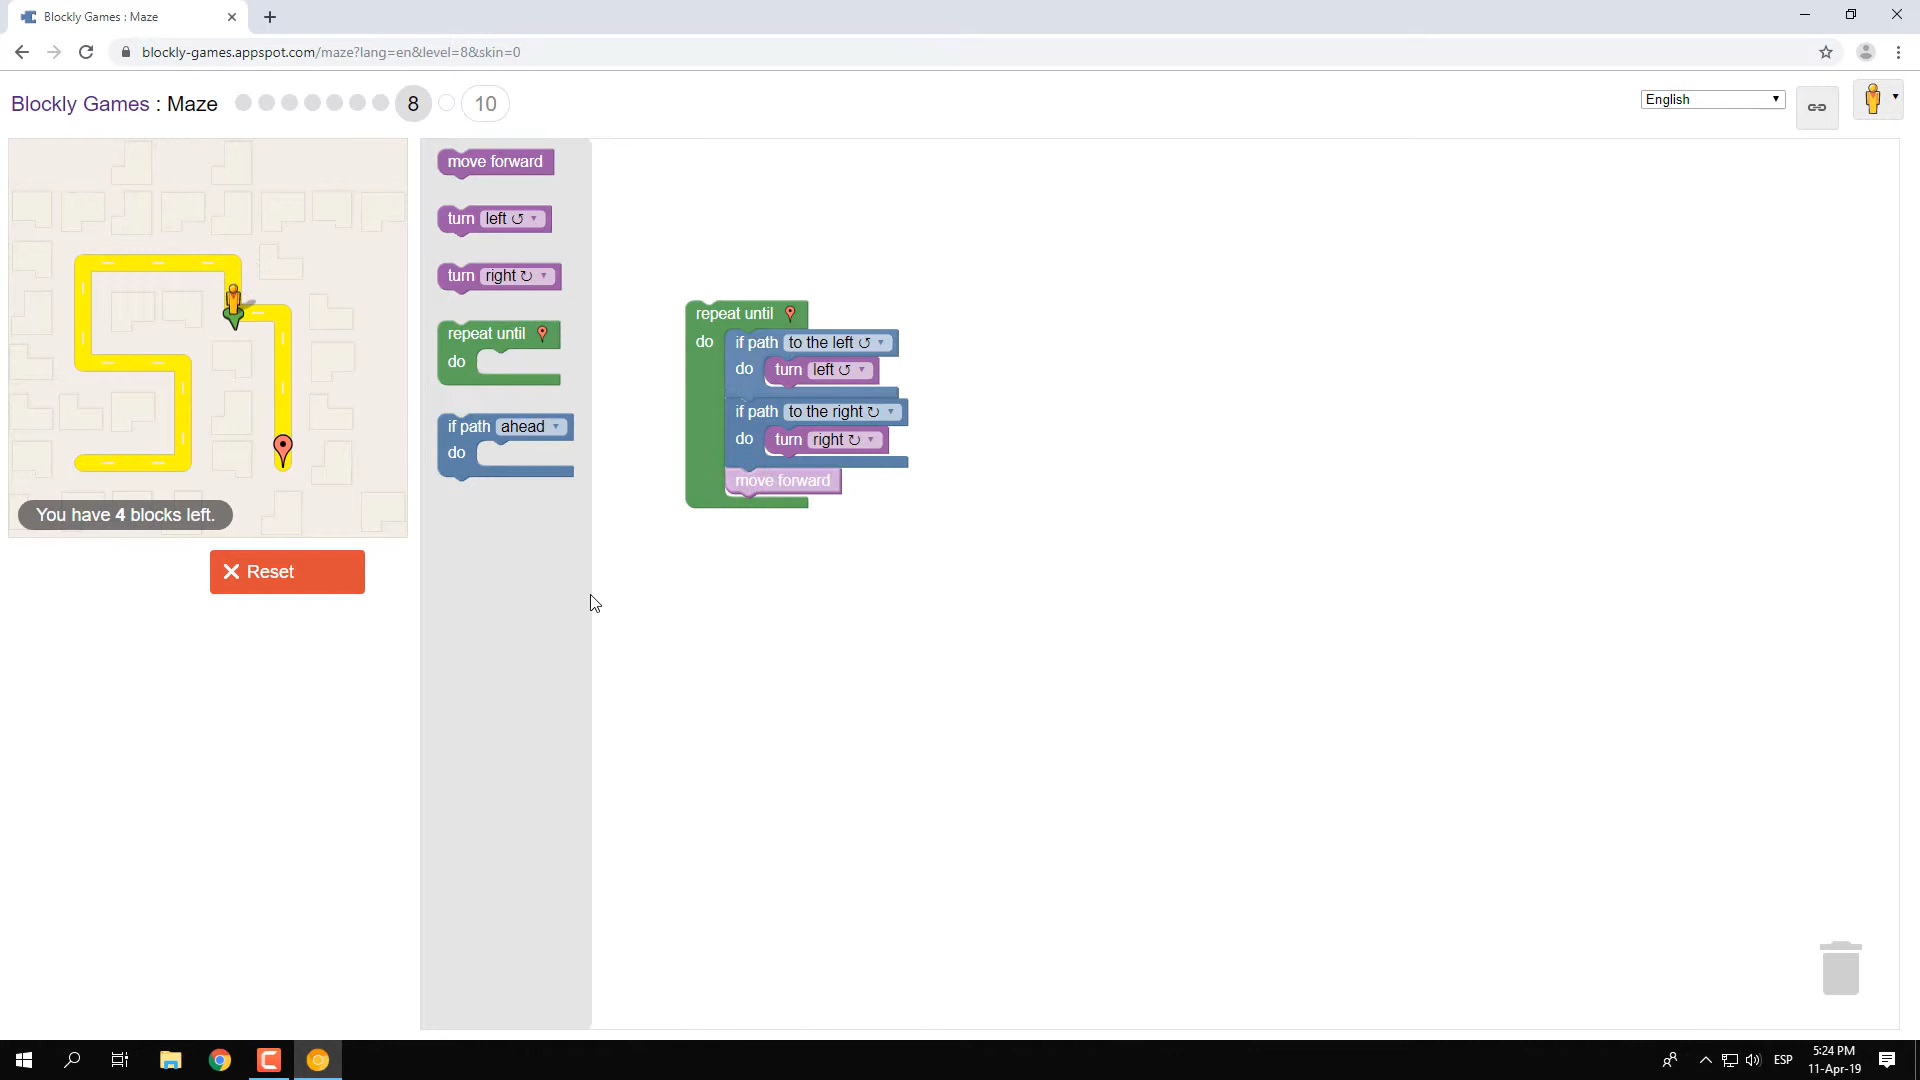 Blockly Games : Maze
blockly-games.appspot.com/maze?lang=en&level=8&skin=0
Blockly Games : Maze 8 10
English
move forward
turn left ↺
turn right ↻
repeat until
do
if path ahead
do
repeat until
do if path to the left ↺
do turn left ↺
if path to the right ↻
do turn right ↻
move forward
You have 4 blocks left.
Reset
ESP
5:24 PM
11-Apr-19